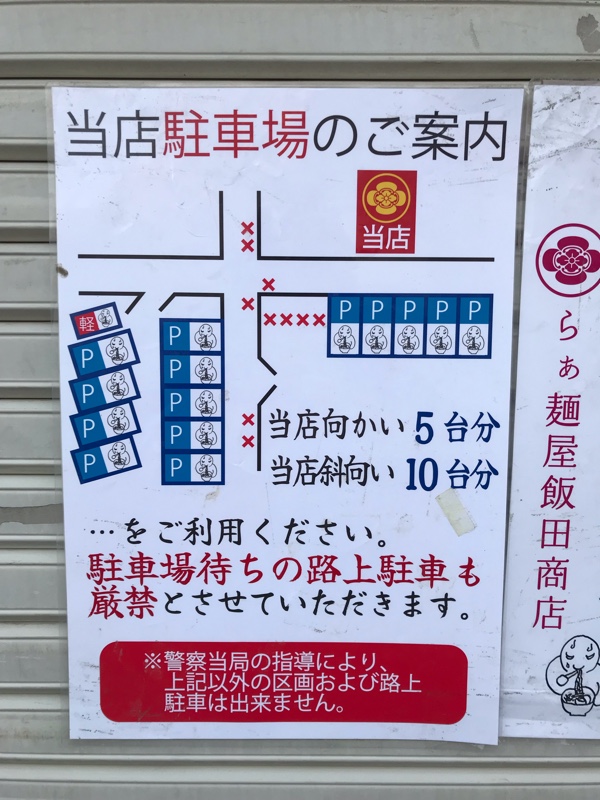 当店駐車場のご案内
当店
軽
P
P
P
P
P
P
P
P
P
P
P
P
P
P
当店向かい 5台分
当店斜向い 10台分
…をご利用ください。
駐車場待ちの路上駐車も
厳禁とさせていただきます。
※警察当局の指導により、
上記以外の区画および路上
駐車は出来ません。
らぁ麺屋飯田商店